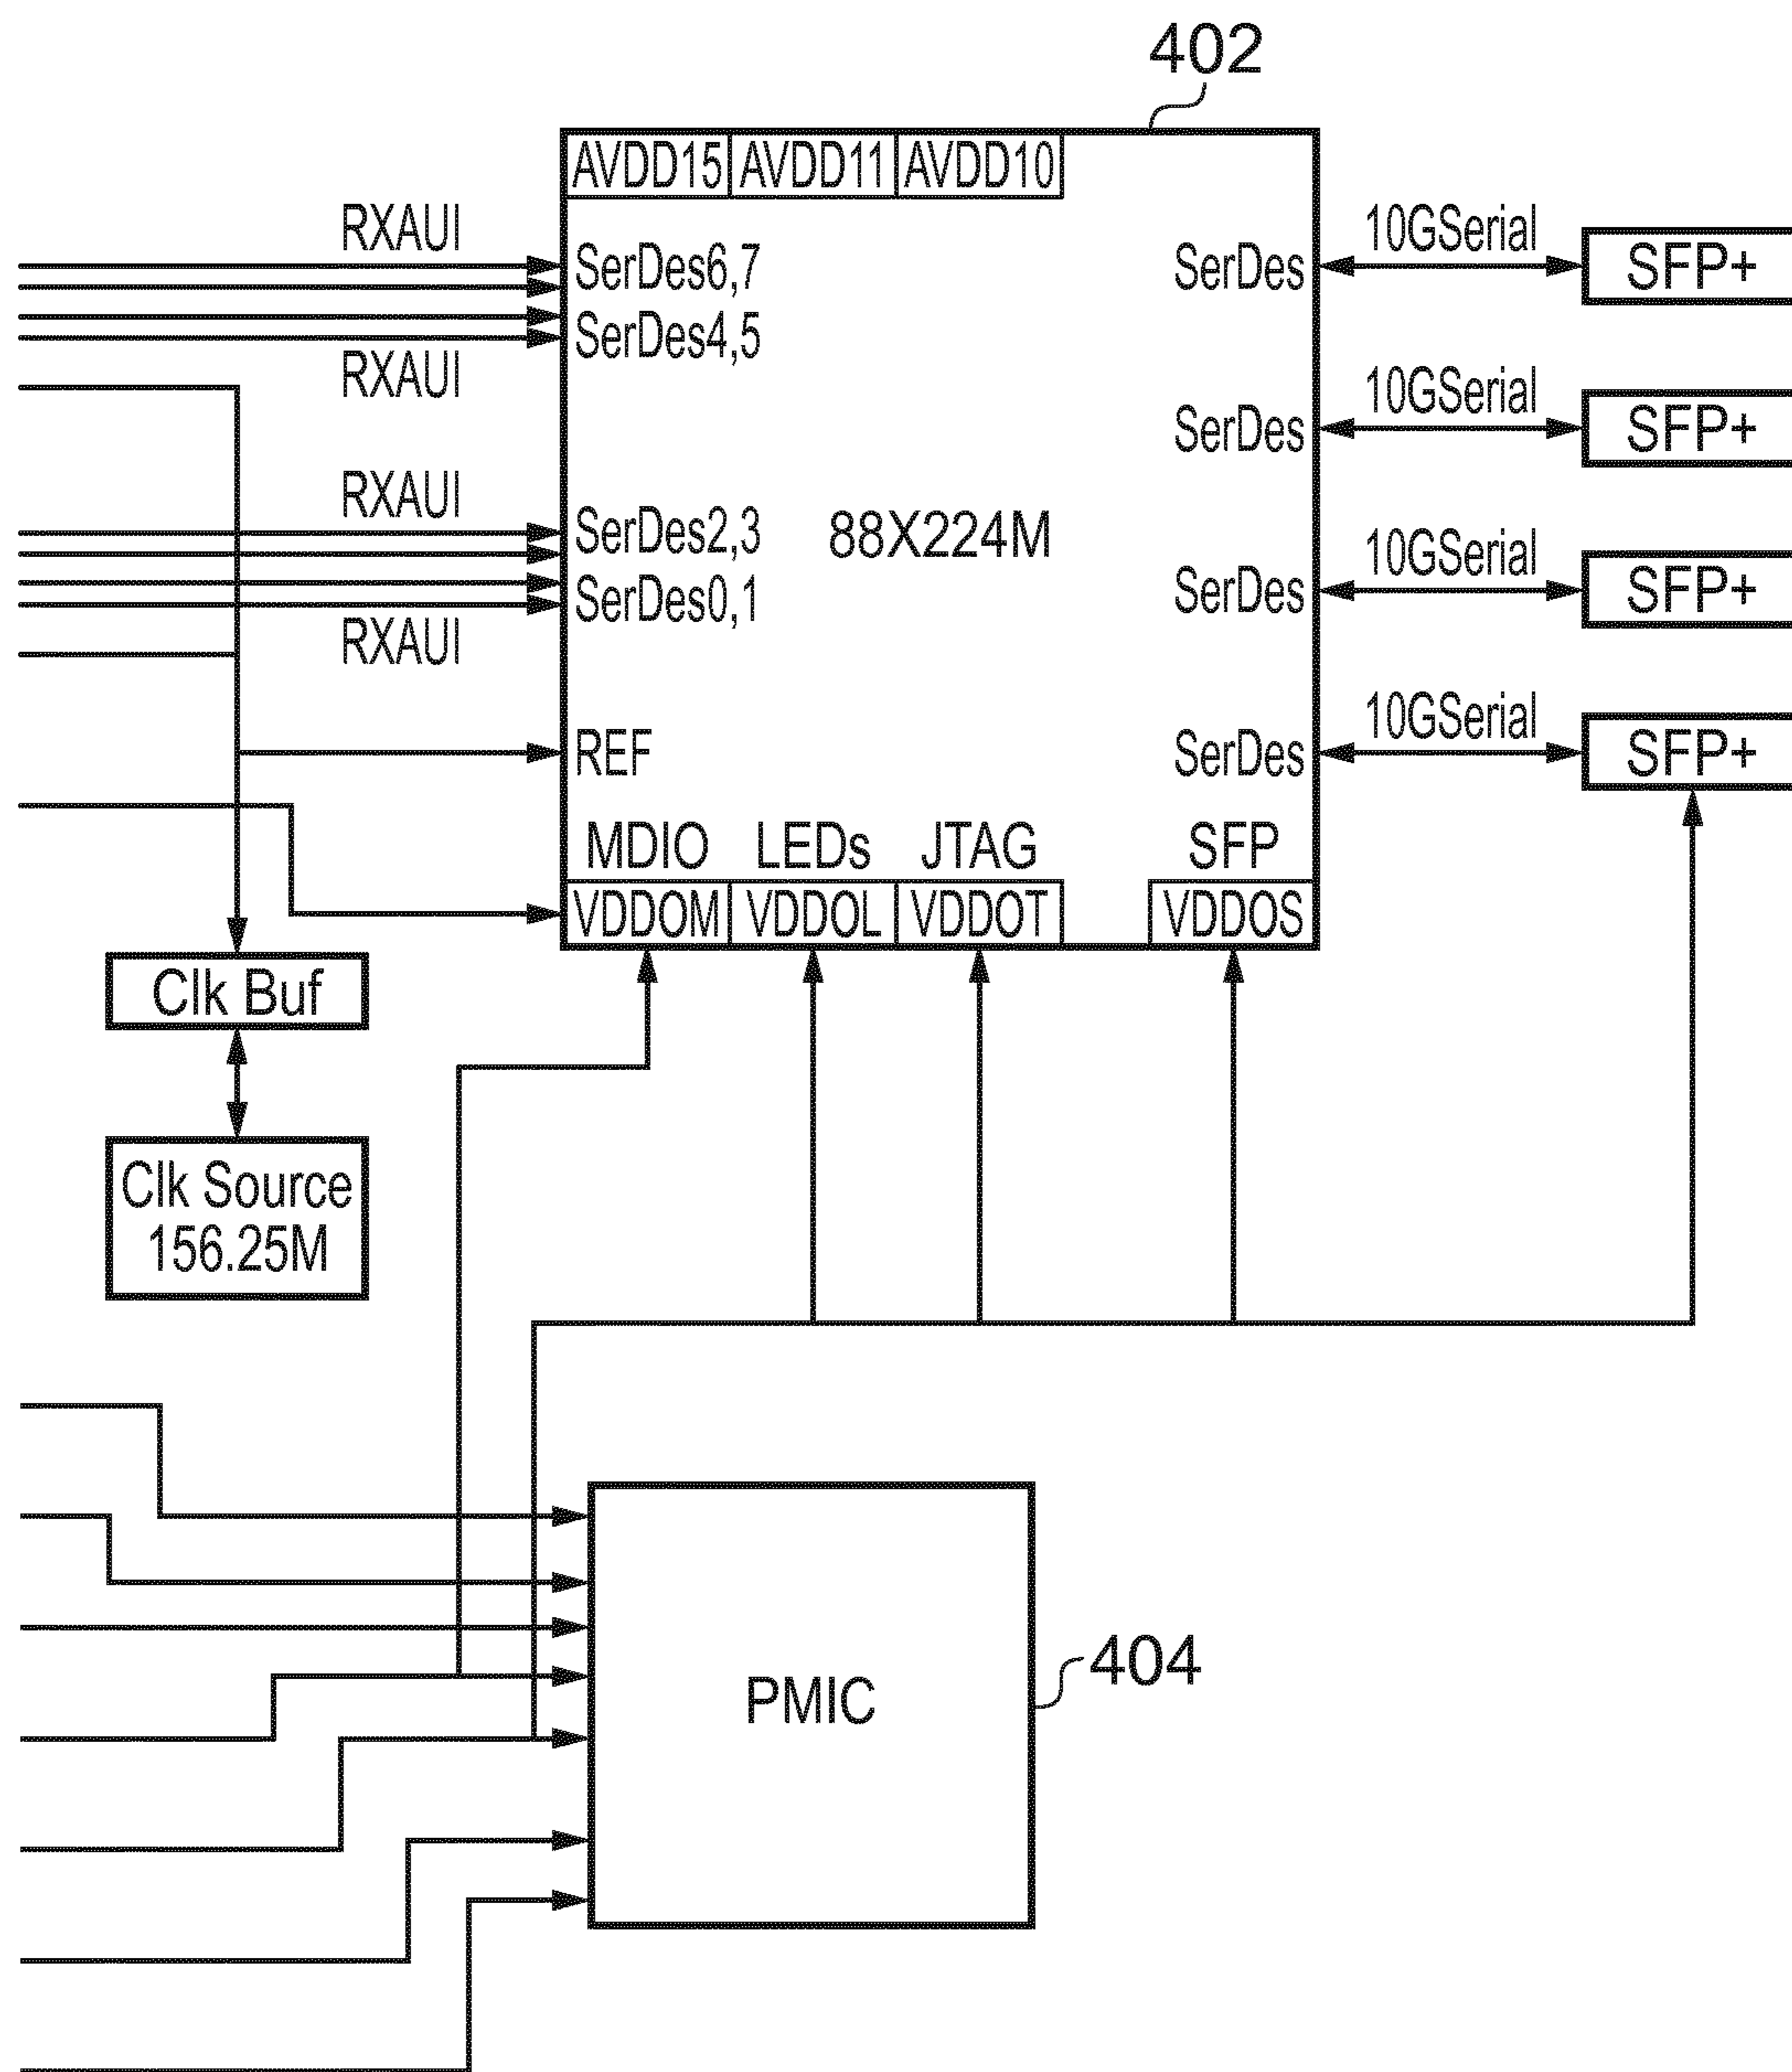 402
AVDD15 AVDD11 AVDD10
RXAUI
SerDes6,7
SerDes4,5
RXAUI
RXAUI
SerDes2,3
SerDes0,1
RXAUI
REF
88X224M
SerDes
10GSerial
SFP+
SerDes
10GSerial
SFP+
SerDes
10GSerial
SFP+
SerDes
10GSerial
SFP+
MDIO LEDs JTAG SFP
VDDOM VDDOL VDDOT VDDOS
Clk Buf
Clk Source
156.25M
PMIC
404